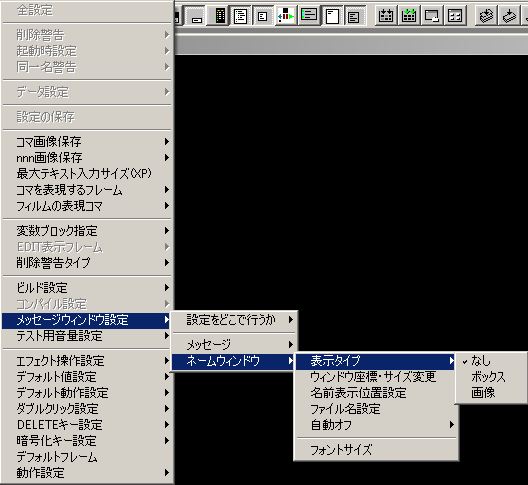 全設定
削除警告
起動時設定
同一名警告
データ設定
設定の保存
コマ画像保存
nnn画像保存
最大テキスト入力サイズ(XP)
コマを表現するフレーム
フィルムの表現コマ
変数ブロック指定
EDIT表示フレーム
削除警告タイプ
ビルド設定
コンパイル設定
メッセージウィンドウ設定
テスト用音量設定
エフェクト操作設定
デフォルト値設定
デフォルト動作設定
ダブルクリック設定
DELETEキー設定
暗号化キー設定
デフォルトフレーム
動作設定
設定をどこで行うか
メッセージ
ネームウィンドウ
表示タイプ
ウィンドウ座標・サイズ変更
名前表示位置設定
ファイル名設定
自動オフ
フォントサイズ
なし
ボックス
画像